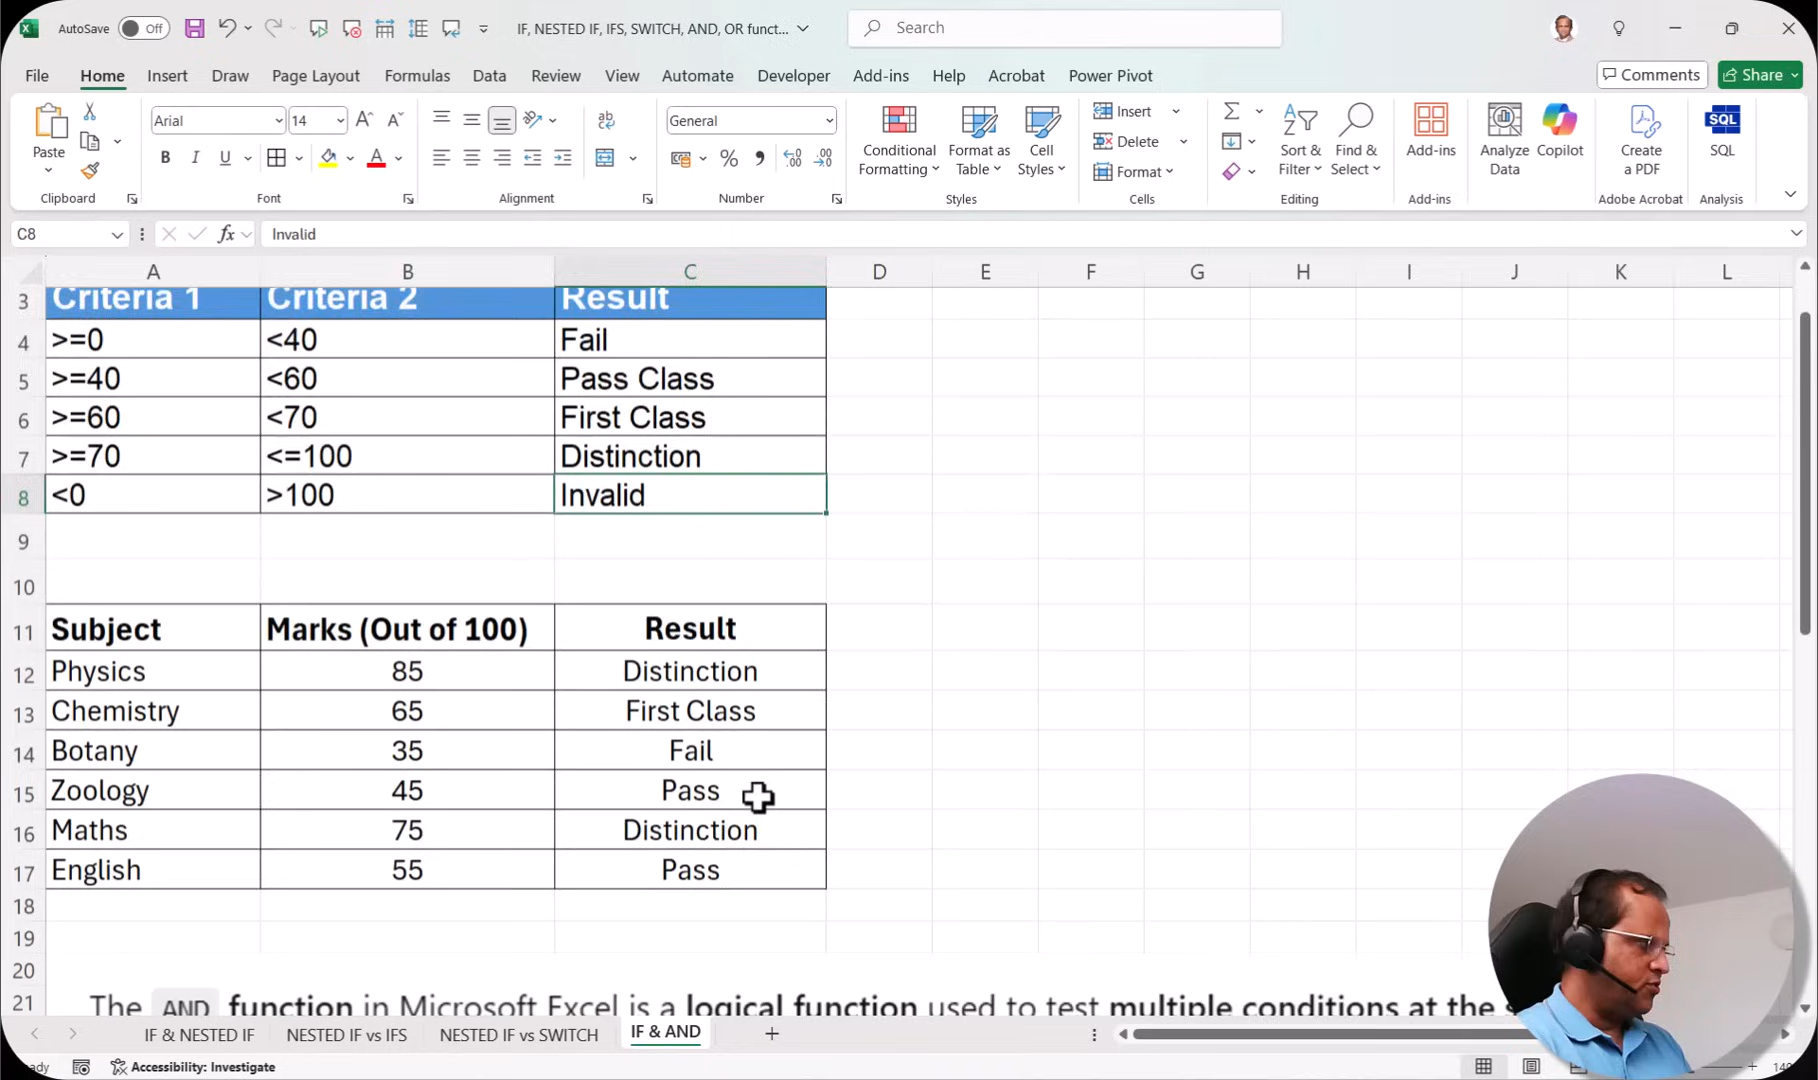 AutoSave Off IF, NESTED IF, IFS, SWITCH, AND, OR funct... Search
File Home Insert Draw Page Layout Formulas Data Review View Automate Developer Add-ins Help Acrobat Power Pivot Comments Share
Paste Arial 14 General Conditional Formatting Format as Table Cell Styles Insert Delete Format Sort & Filter Find & Select Add-ins Analyze Data Copilot Create a PDF SQL SQL
Clipboard Font Alignment Number Styles Cells Editing Add-ins Adobe Acrobat Analysis
C8 fx Invalid
A B C D E F G H I J K L
3 Criteria 1 Criteria 2 Result
4 >=0 <40 Fail
5 >=40 <60 Pass Class
6 >=60 <70 First Class
7 >=70 <=100 Distinction
8 <0 >100 Invalid
9
10
11 Subject Marks (Out of 100) Result
12 Physics 85 Distinction
13 Chemistry 65 First Class
14 Botany 35 Fail
15 Zoology 45 Pass
16 Maths 75 Distinction
17 English 55 Pass
18
19
20
21 The AND function in Microsoft Excel is a logical function used to test multiple conditions at the
IF & NESTED IF NESTED IF vs IFS NESTED IF vs SWITCH IF & AND
Accessibility: Investigate